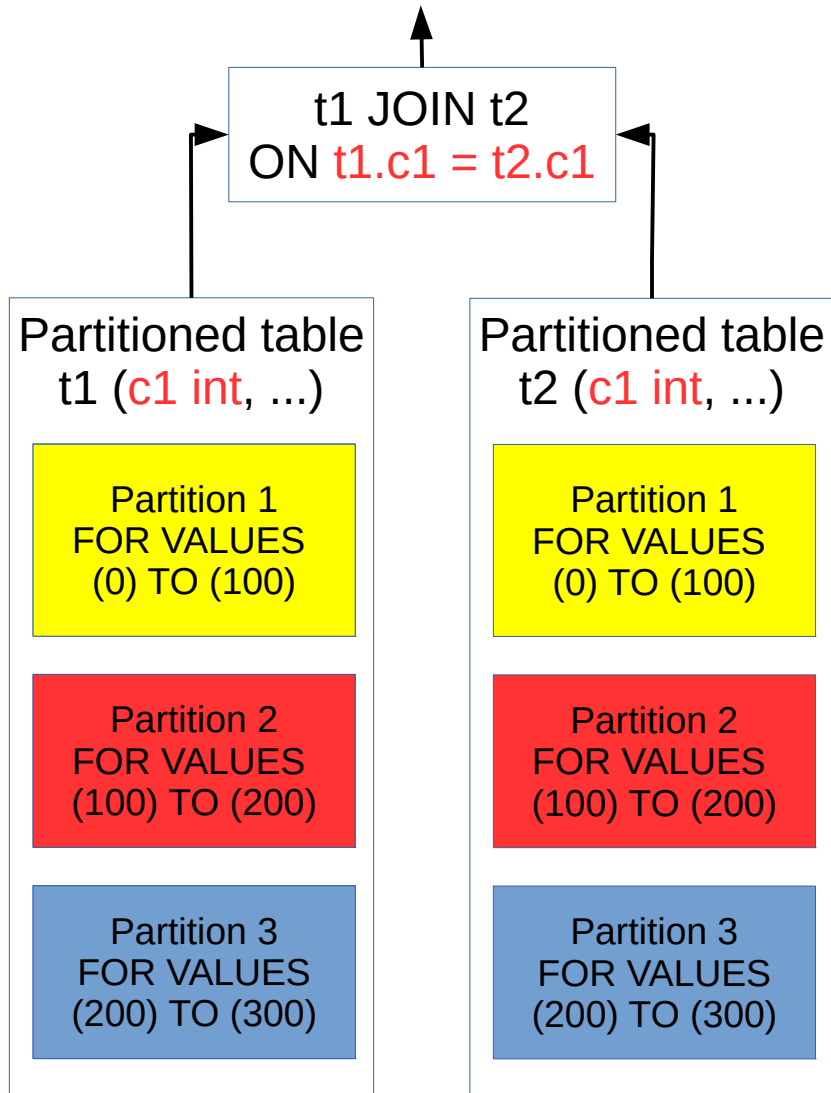 t1 JOIN t2
ON t1.c1 = t2.c1
Partitioned table
t1 (c1 int, ...)
Partition 1
FOR VALUES
(0) TO (100)
Partition 2
FOR VALUES
(100) TO (200)
Partition 3
FOR VALUES
(200) TO (300)
Partitioned table
t2 (c1 int, ...)
Partition 1
FOR VALUES
(0) TO (100)
Partition 2
FOR VALUES
(100) TO (200)
Partition 3
FOR VALUES
(200) TO (300)